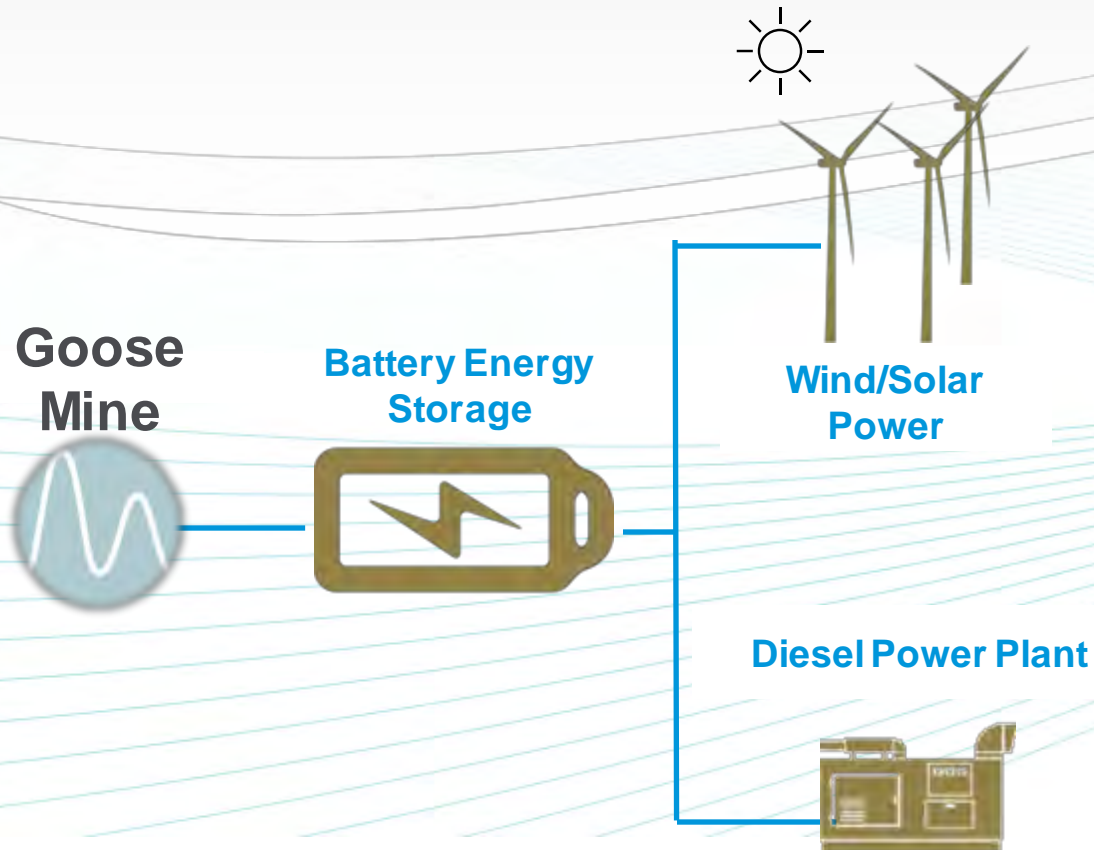 Goose
Mine
Battery Energy
Storage
Wind/Solar
Power
Diesel Power Plant